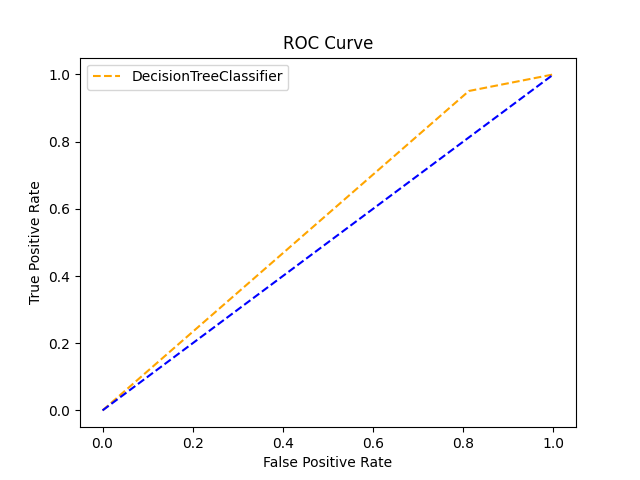 ROC Curve
DecisionTreeClassifier
True Positive Rate
1.0
0.8
0.6
0.4
0.2
0.0
0.0 0.2 0.4 0.6 0.8 1.0
False Positive Rate